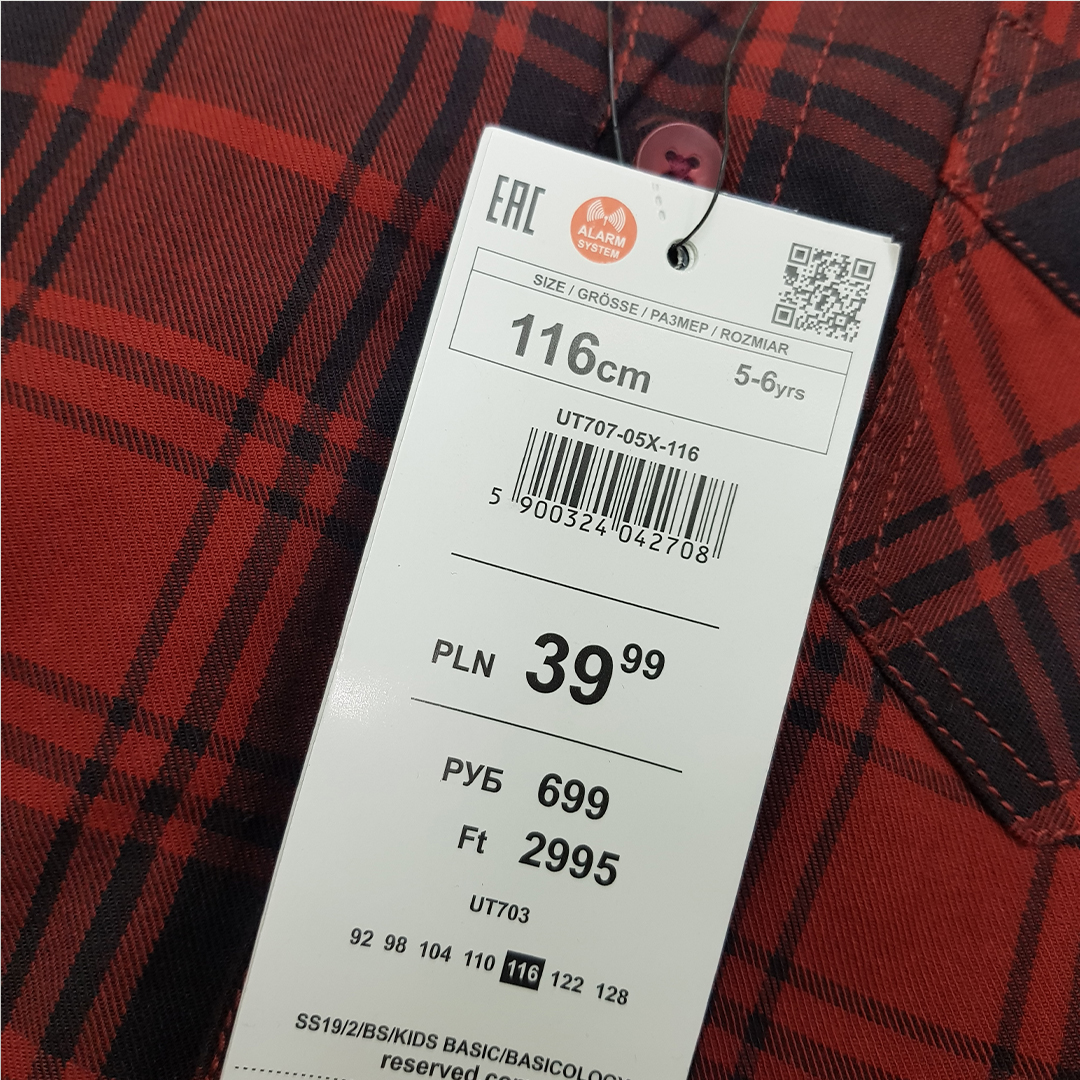 EAC
ALARM
SYSTEM
SIZE / GRÖSSE / РАЗМЕР / ROZMIAR
116cm 5-6yrs
UT707-05X-116
5 900324 042708
PLN 39 99
РУБ 699
Ft 2995
UT703
92 98 104 110 116 122 128
SS19/2/BS/KIDS BASIC/BASICOLOGY
reserved